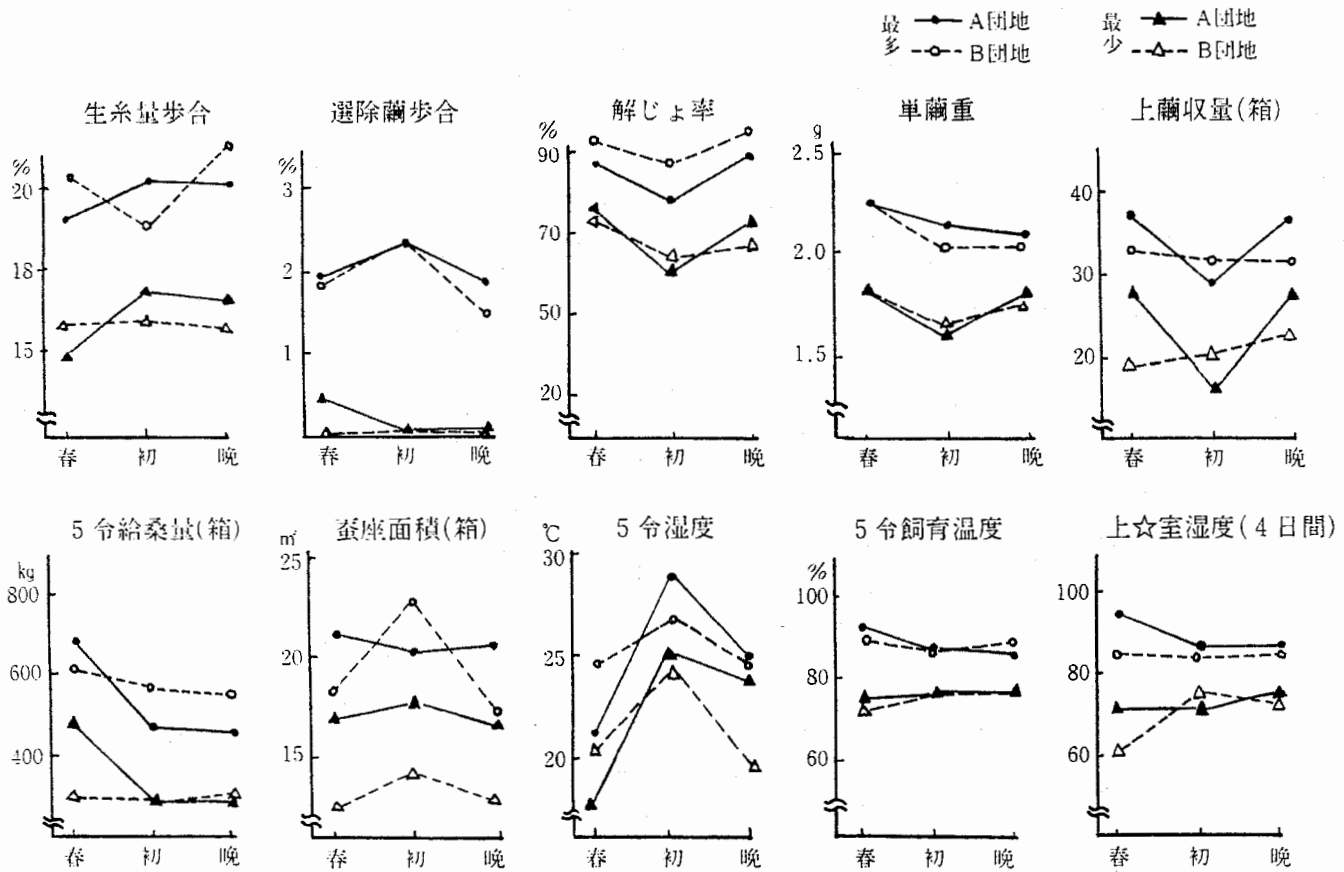 最多 A団地 最少 A団地
B団地 B団地
生糸量歩合 選除繭歩合 解じょ率 単繭重 上繭収量(箱)
% % % g
20 3 90 2.5 40
18 2 70 2.0 30
15 1 50 1.5 20
20
春 初 晩 春 初 晩 春 初 晩 春 初 晩 春 初 晩
5令給桑量(箱) 蚕座面積(箱) 5令湿度 5令飼育温度 上☆室湿度(4日間)
kg ㎡ ℃ %
800 25 30 100 100
600 20 25 80 80
400 15 20 60 60
春 初 晩 春 初 晩 春 初 晩 春 初 晩 春 初 晩